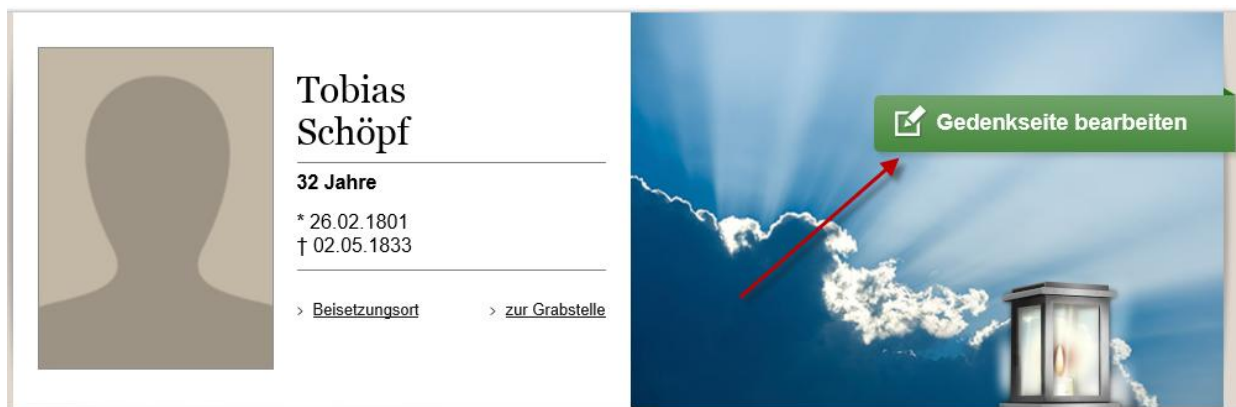 Tobias
Schöpf
32 Jahre
* 26.02.1801
† 02.05.1833
> Beisetzungsort > zur Grabstelle
Gedenkseite bearbeiten